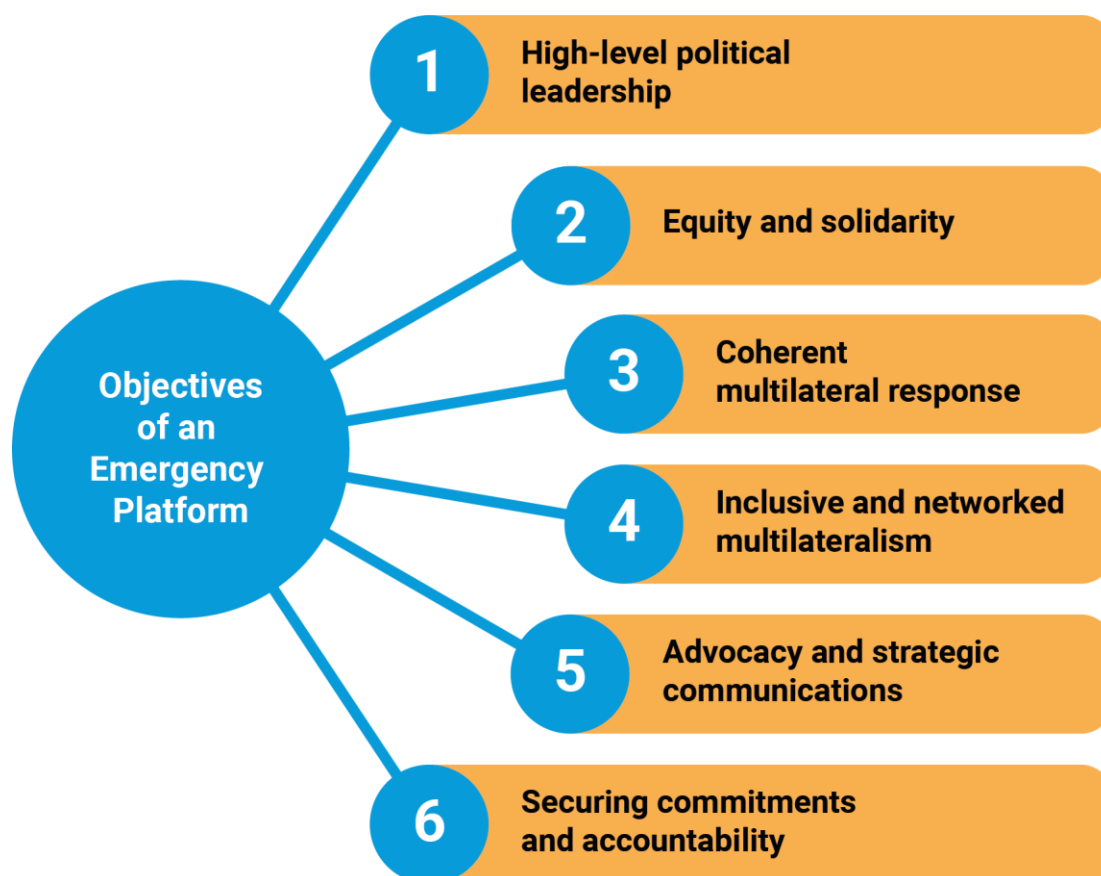 Objectives
of an
Emergency
Platform
1
High-level political
leadership
2
Equity and solidarity
3
Coherent
multilateral response
4
Inclusive and networked
multilateralism
5
Advocacy and strategic
communications
6
Securing commitments
and accountability